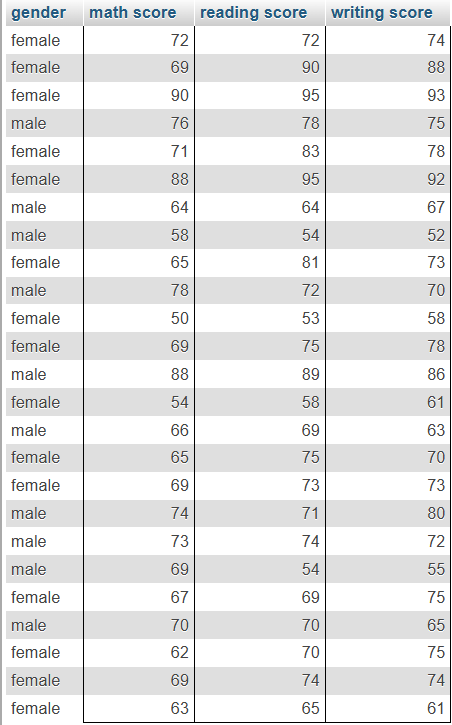 gender math score reading score writing score
female 72 72 74
female 69 90 88
female 90 95 93
male 76 78 75
female 71 83 78
female 88 95 92
male 64 64 67
male 58 54 52
female 65 81 73
male 78 72 70
female 50 53 58
female 69 75 78
male 88 89 86
female 54 58 61
male 66 69 63
female 65 75 70
female 69 73 73
male 74 71 80
male 73 74 72
male 69 54 55
female 67 69 75
male 70 70 65
female 62 70 75
female 69 74 74
female 63 65 61